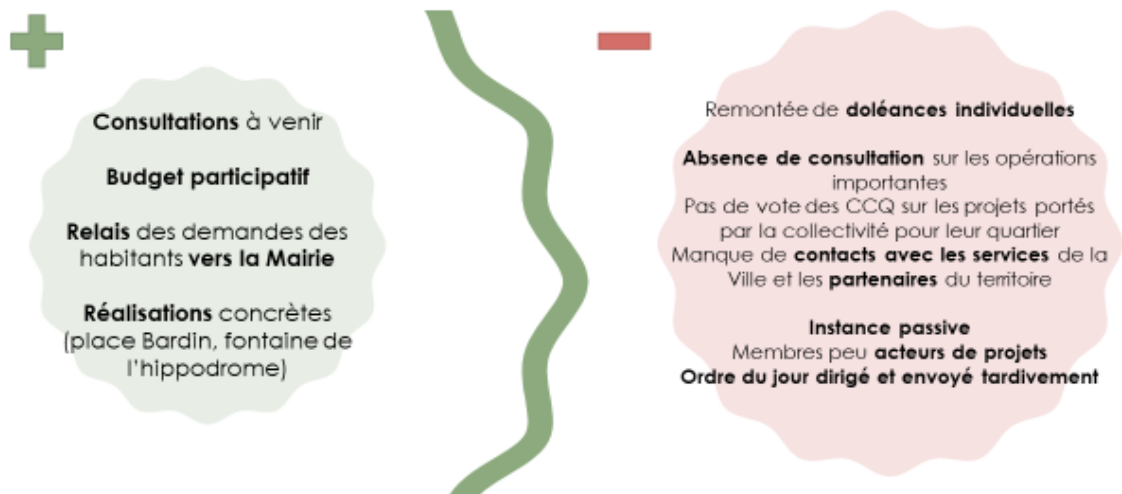 Consultations à venir
Budget participatif
Relais des demandes des
habitants vers la Mairie
Réalisations concrètes
(place Bardin, fontaine de
l'hippodrome)
Remontée de doléances individuelles
Absence de consultation sur les opérations
importantes
Pas de vote des CCQ sur les projets portés
par la collectivité pour leur quartier
Manque de contacts avec les services de la
Ville et les partenaires du territoire
Instance passive
Membres peu acteurs de projets
Ordre du jour dirigé et envoyé tardivement